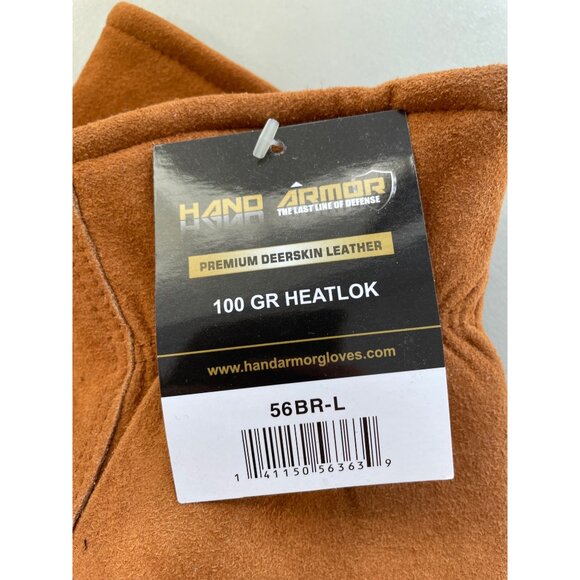 HAND ARMOR
THE LAST LINE OF DEFENSE
PREMIUM DEERSKIN LEATHER
100 GR HEATLOK
www.handarmorgloves.com
56BR-L
1 41150 56363 9